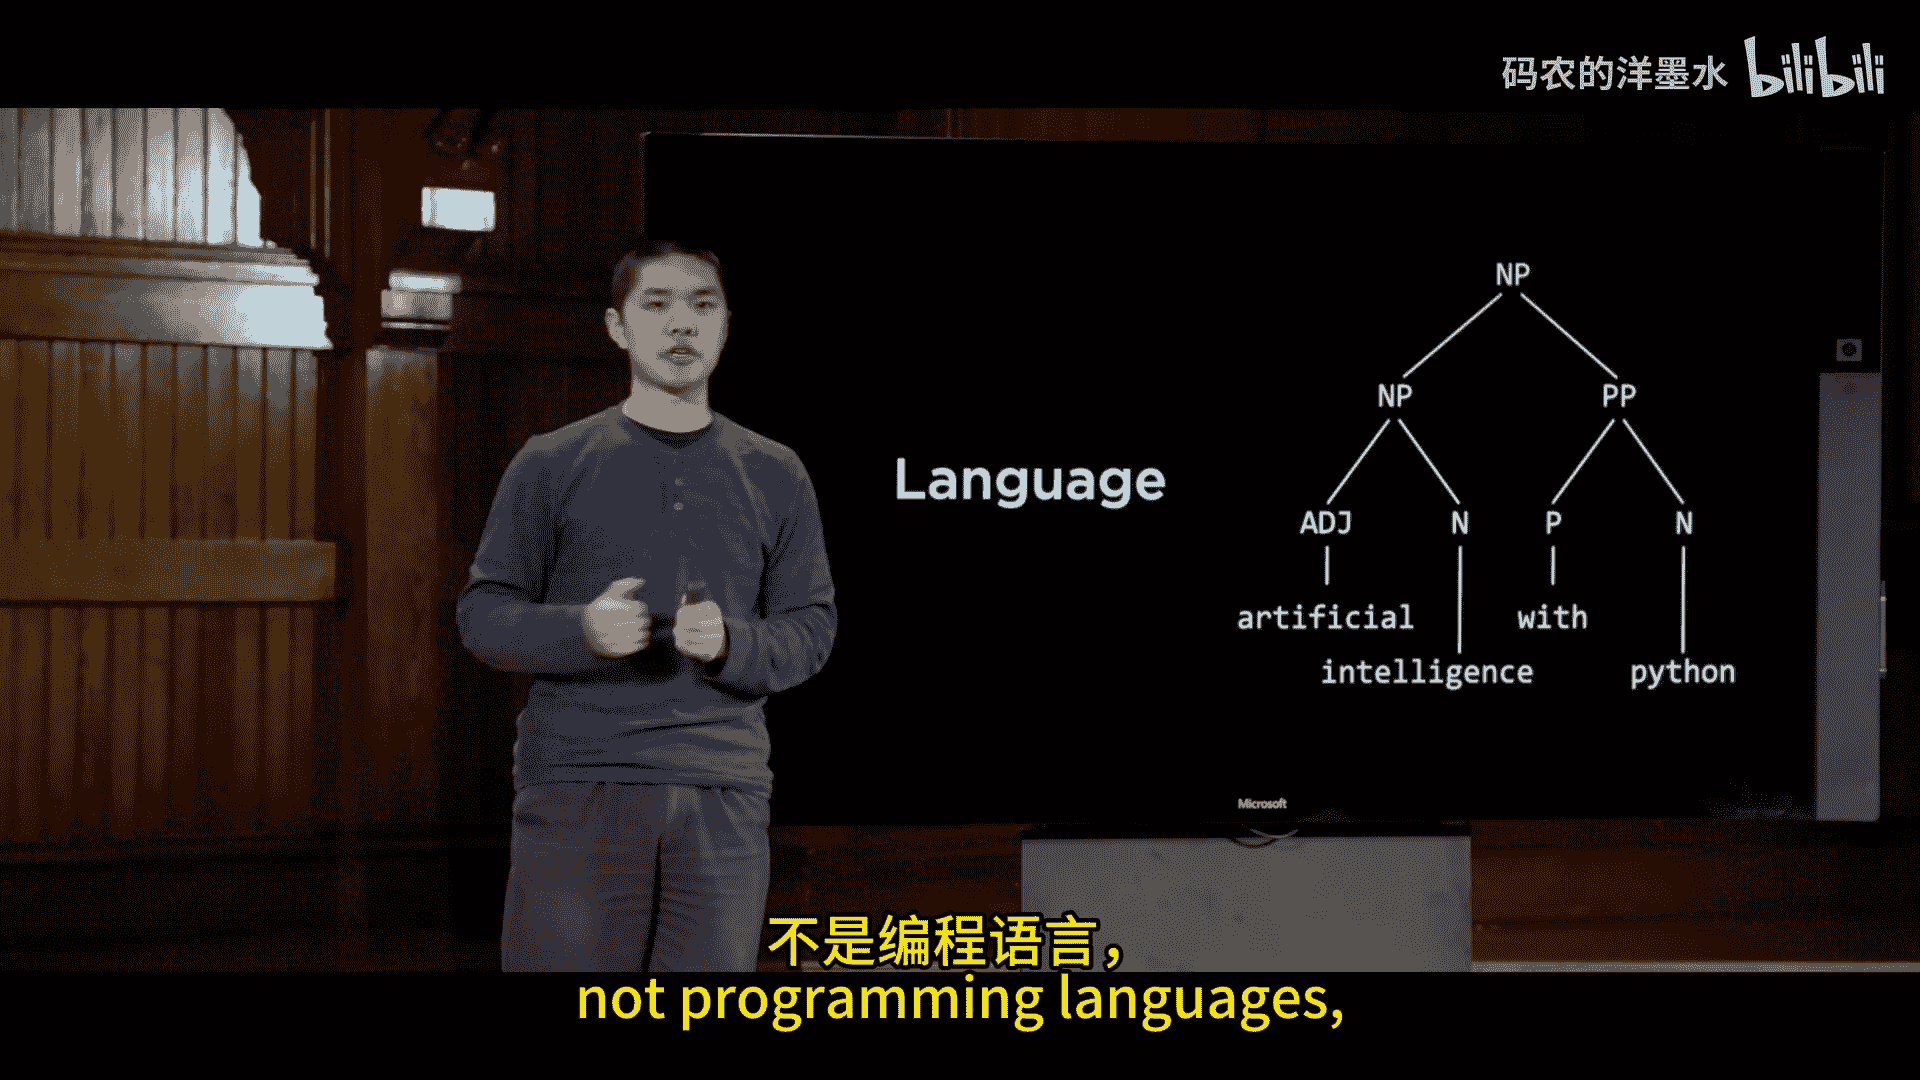 码农的洋墨水 bilibili
NP
NP PP
Language
ADJ N P N
artificial with
intelligence python
Microsoft
不是编程语言，
not programming languages,